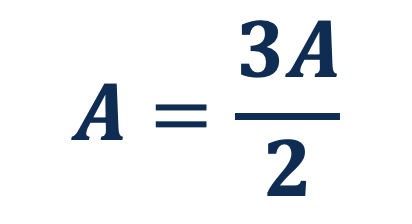 A = 3A/2